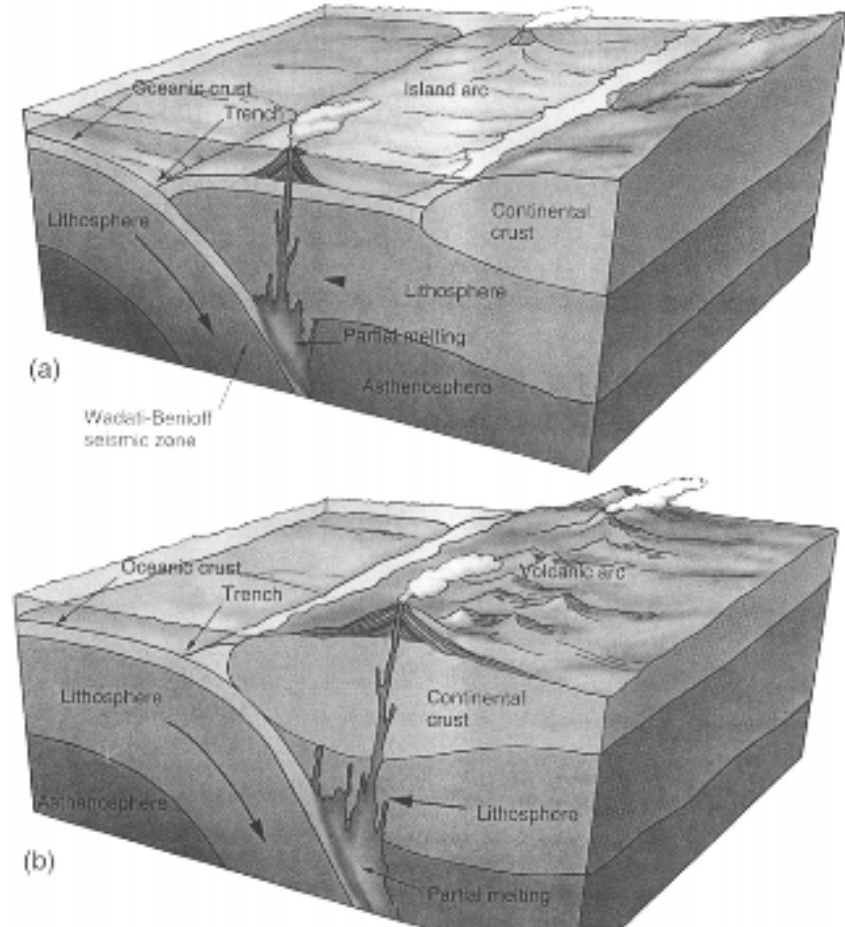 Oceanic crust
Trench
Island arc
Lithosphere
Continental
crust
Lithosphere
Partial melting
Asthenosphere
(a)
Wadati-Benioff
seismic zone
Oceanic crust
Trench
Volcanic arc
Lithosphere
Continental
crust
Asthenosphere
Lithosphere
(b)
Partial melting